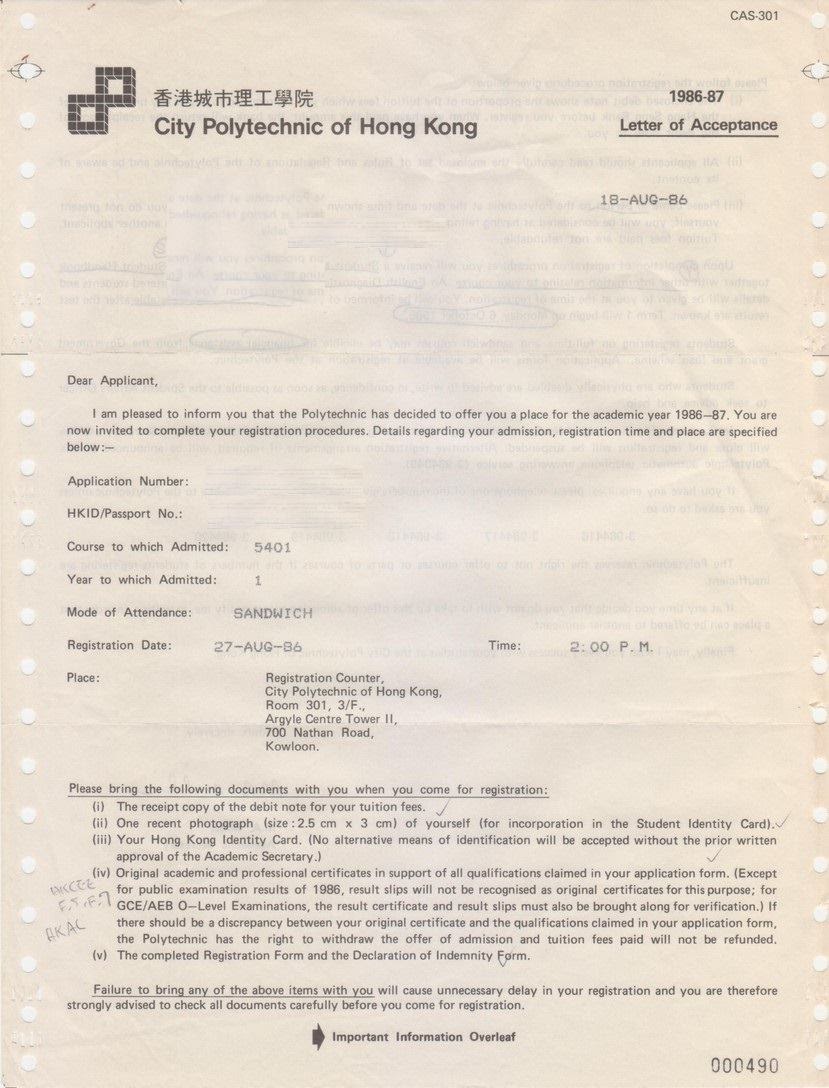 CAS-301
香港城市理工學院
City Polytechnic of Hong Kong
1986-87
Letter of Acceptance
18-AUG-86
Dear Applicant,
I am pleased to inform you that the Polytechnic has decided to offer you a place for the academic year 1986—87. You are
now invited to complete your registration procedures. Details regarding your admission, registration time and place are specified
below:—
Application Number:
HKID/Passport No.:
Course to which Admitted: 5401
Year to which Admitted: 1
Mode of Attendance: SANDWICH
Registration Date: 27-AUG-86 Time: 2:00 P.M.
Place: Registration Counter,
City Polytechnic of Hong Kong,
Room 301, 3/F.,
Argyle Centre Tower II,
700 Nathan Road,
Kowloon.
Please bring the following documents with you when you come for registration:
(i) The receipt copy of the debit note for your tuition fees.
(ii) One recent photograph (size : 2.5 cm x 3 cm) of yourself (for incorporation in the Student Identity Card).
(iii) Your Hong Kong Identity Card. (No alternative means of identification will be accepted without the prior written
approval of the Academic Secretary.)
(iv) Original academic and professional certificates in support of all qualifications claimed in your application form. (Except
for public examination results of 1986, result slips will not be recognised as original certificates for this purpose; for
GCE/AEB O—Level Examinations, the result certificate and result slips must also be brought along for verification.) If
there should be a discrepancy between your original certificate and the qualifications claimed in your application form,
the Polytechnic has the right to withdraw the offer of admission and tuition fees paid will not be refunded.
(v) The completed Registration Form and the Declaration of Indemnity Form.
Failure to bring any of the above items with you will cause unnecessary delay in your registration and you are therefore
strongly advised to check all documents carefully before you come for registration.
Important Information Overleaf
000490